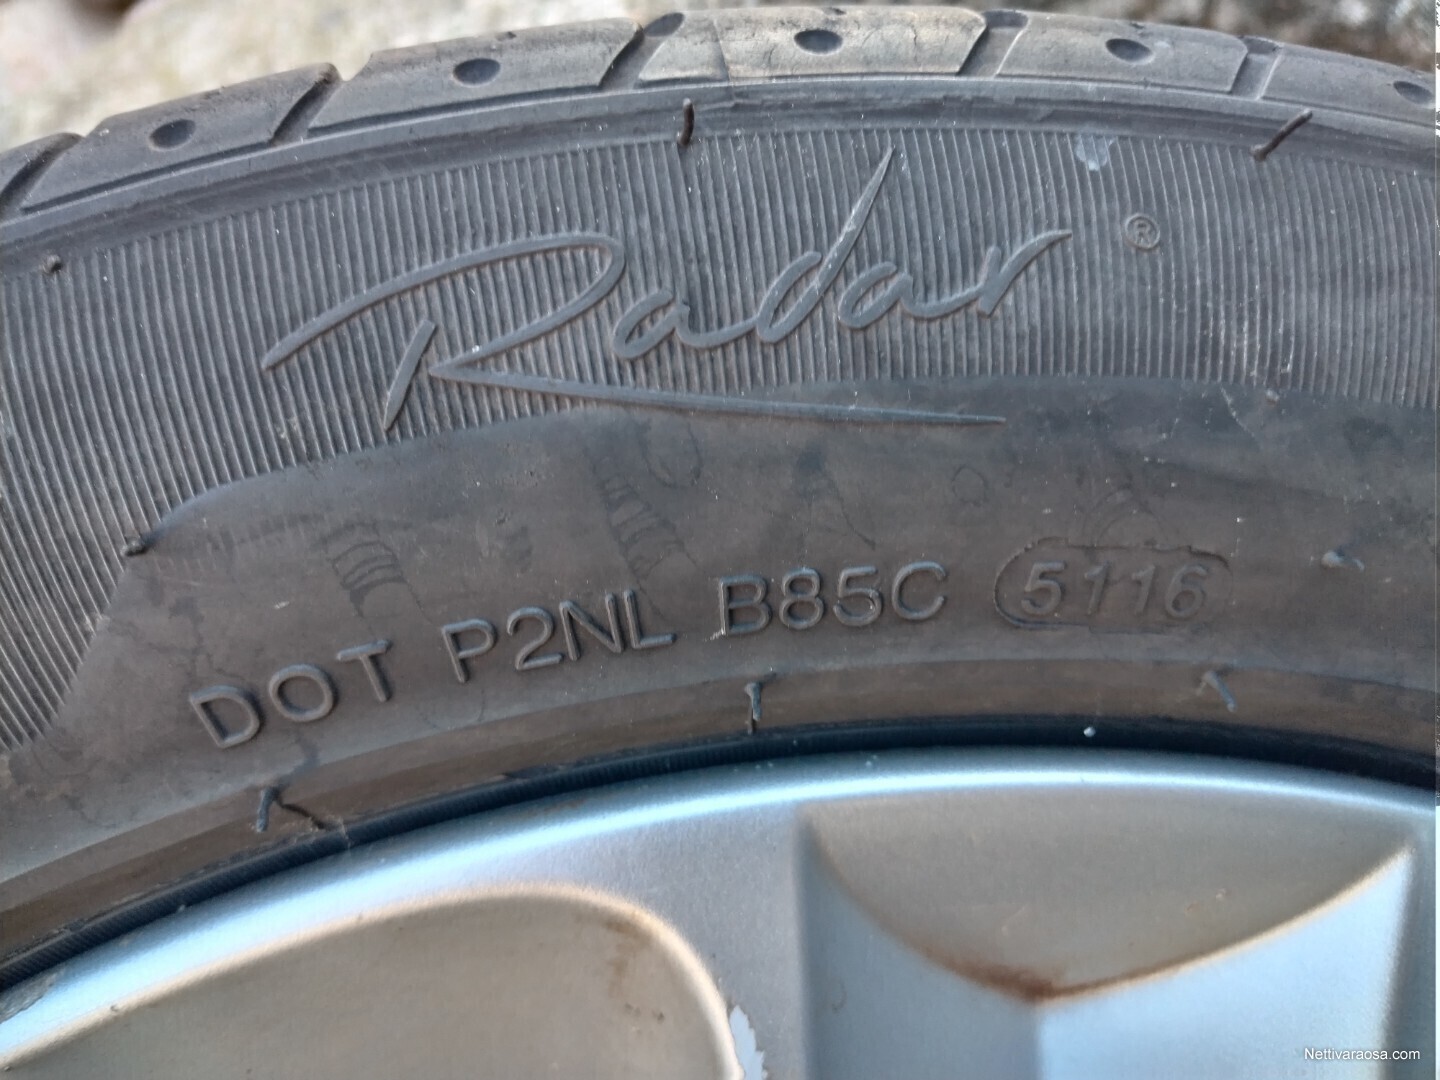 Radar ®
DOT P2NL B85C 5116
Nettivaraosa.com